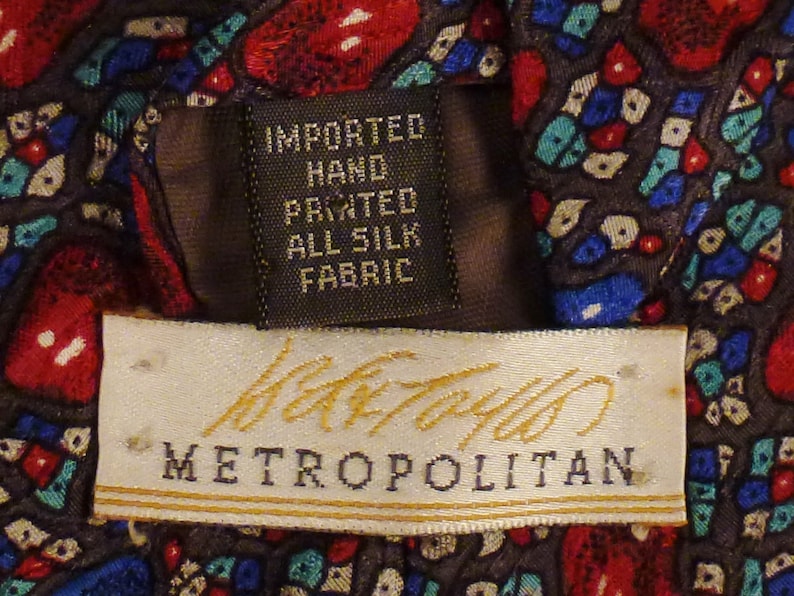 IMPORTED
HAND
PRINTED
ALL SILK
FABRIC
METROPOLITAN